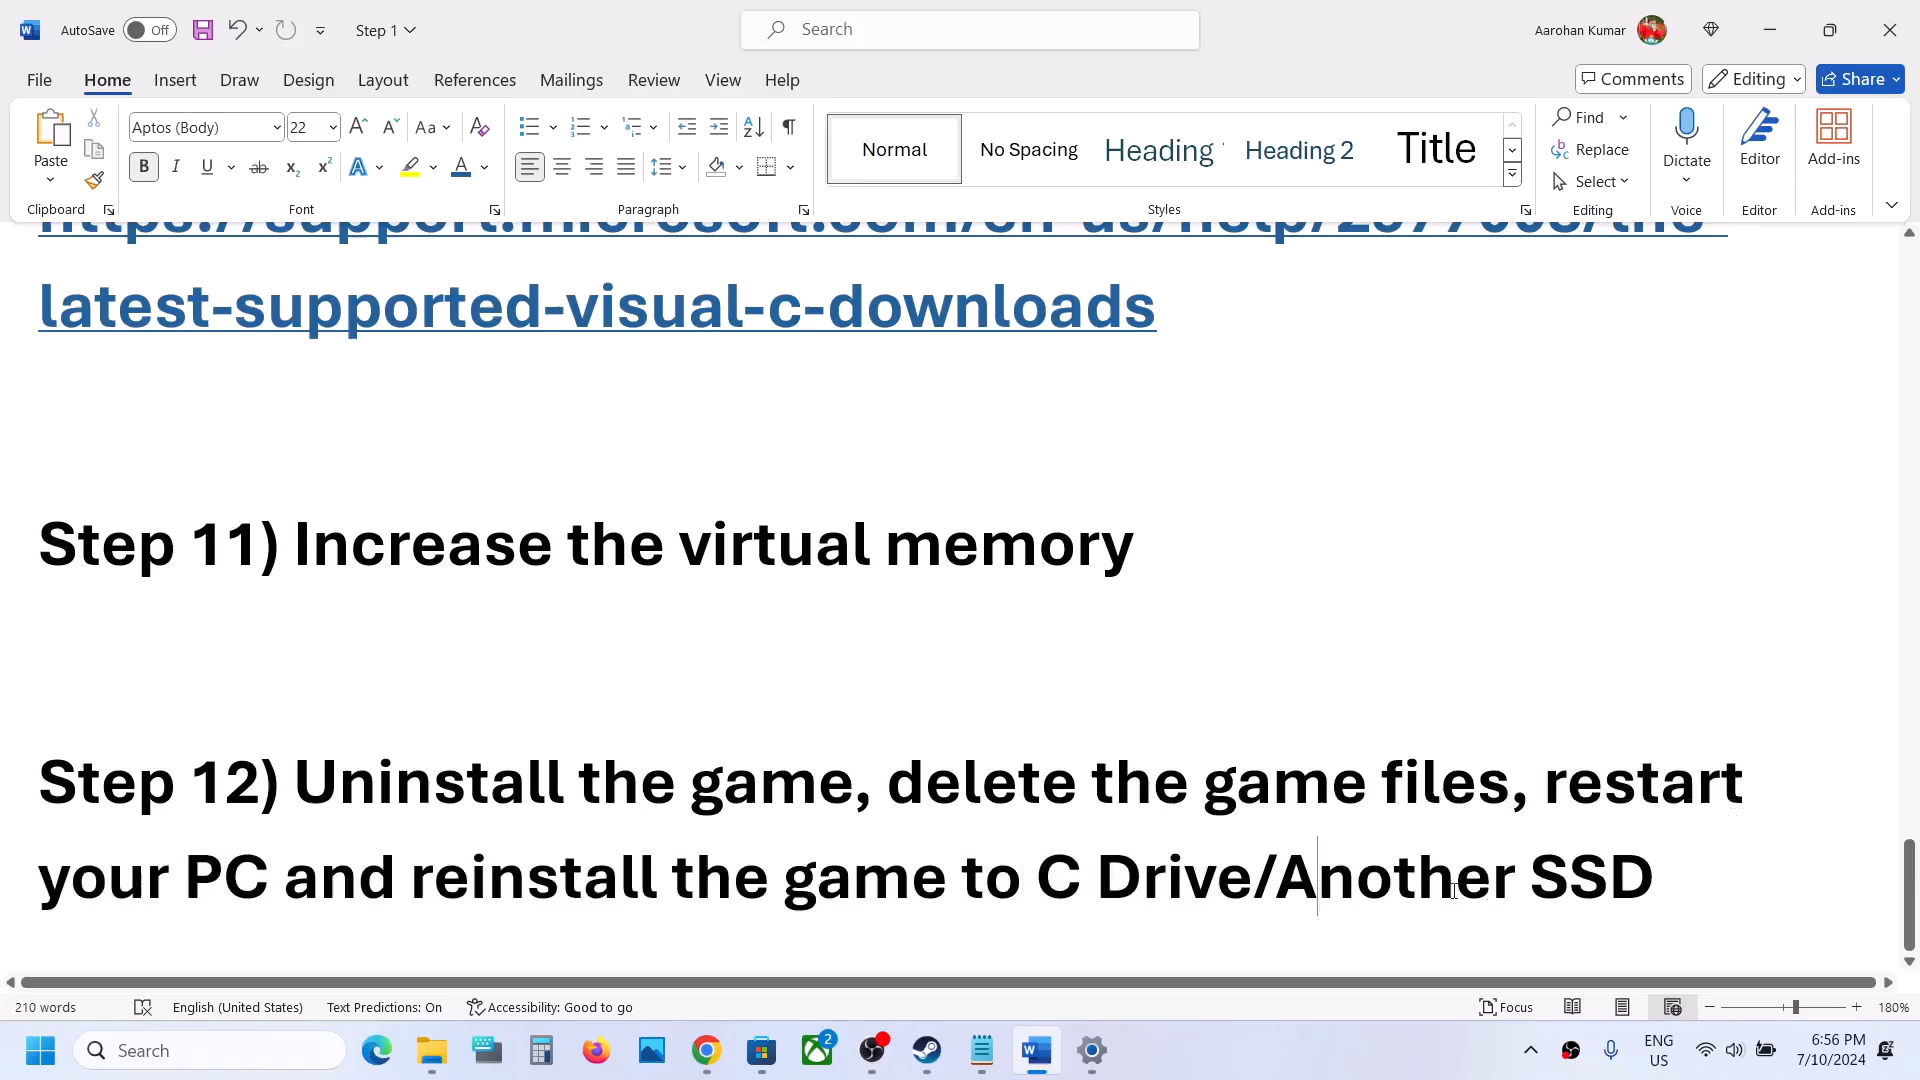 AutoSave Off Step 1 Search Aarohan Kumar
File Home Insert Draw Design Layout References Mailings Review View Help Comments Editing Share
Paste Aptos (Body) 22 Aa Normal No Spacing Heading Heading 2 Title Find Replace Select Dictate Editor Add-ins
B I U ab x₂ x² A A
Clipboard Font Paragraph Styles Editing Voice Editor Add-ins
latest-supported-visual-c-downloads
Step 11) Increase the virtual memory
Step 12) Uninstall the game, delete the game files, restart
your PC and reinstall the game to C Drive/Another SSD
210 words English (United States) Text Predictions: On Accessibility: Good to go Focus 180%
Search 2 ENG US 6:56 PM 7/10/2024